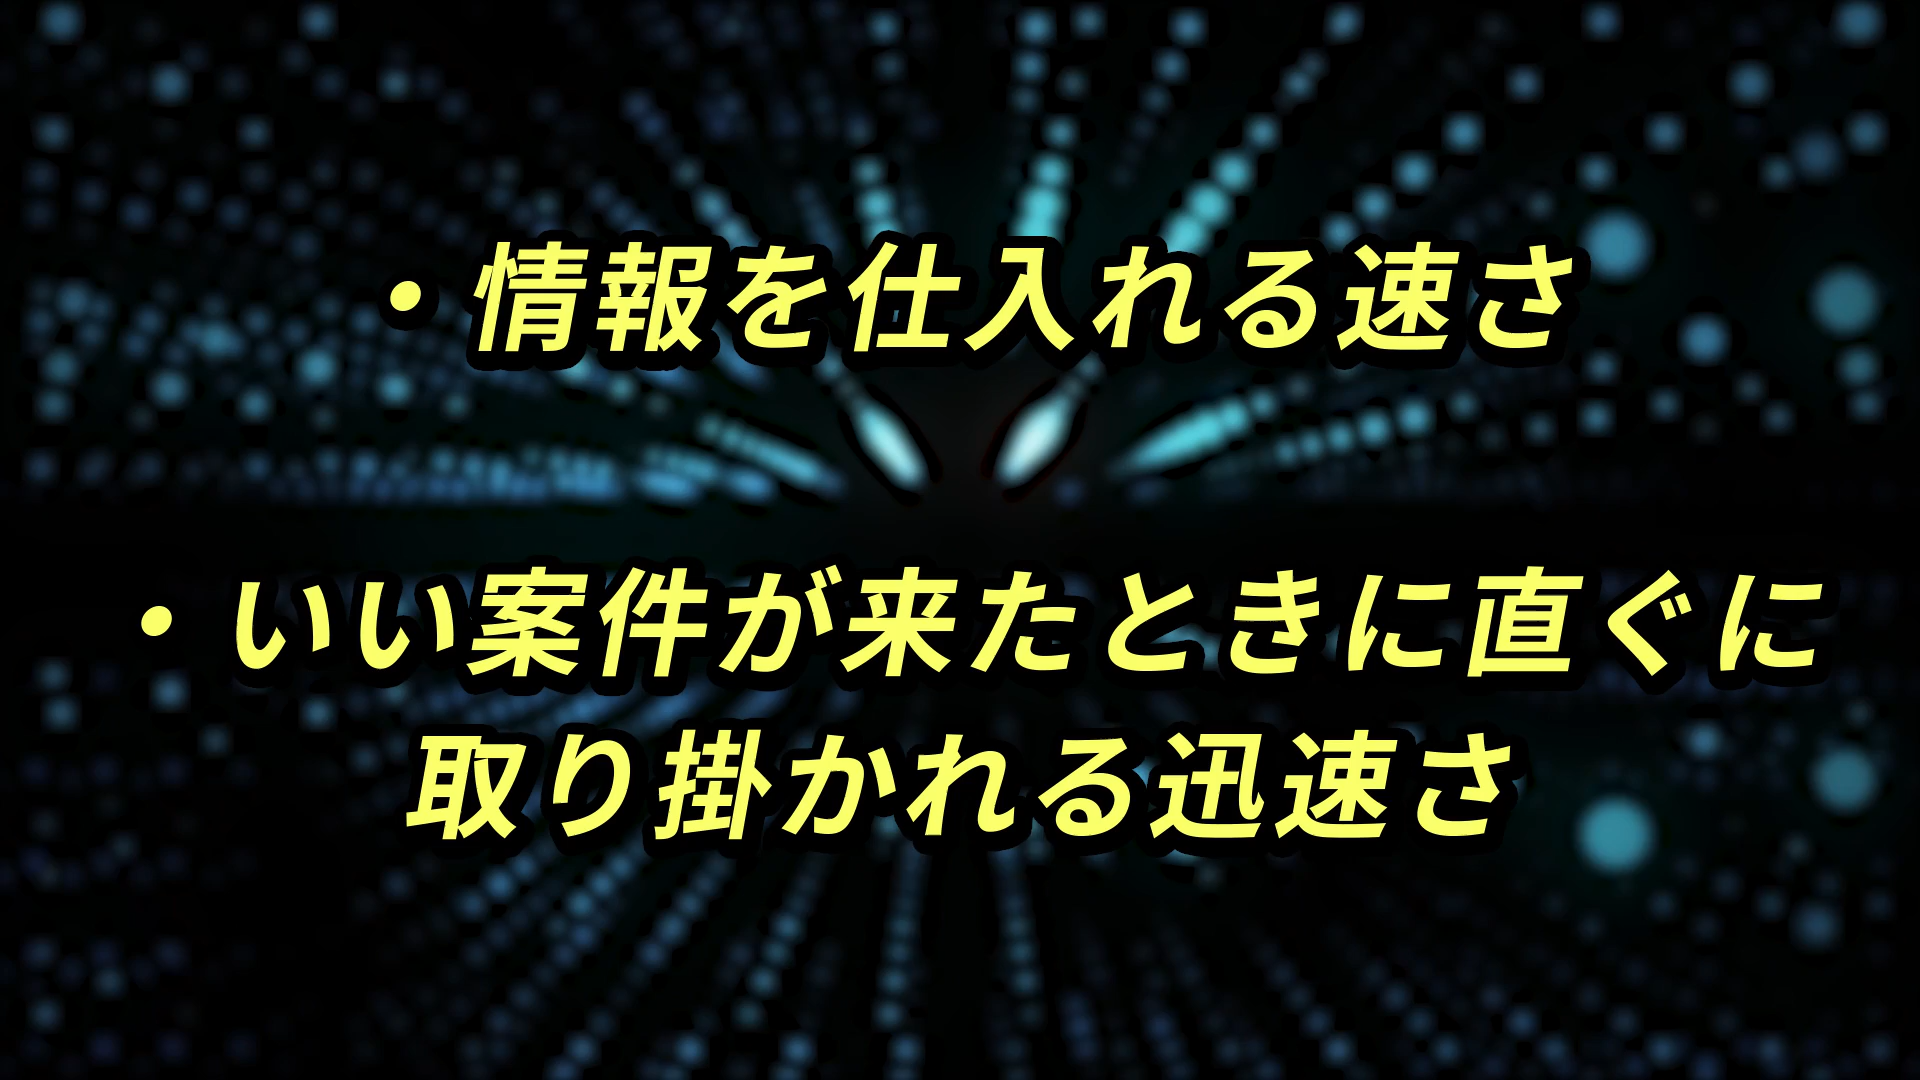 ・情報を仕入れる速さ
・いい案件が来たときに直ぐに
取り掛かれる迅速さ